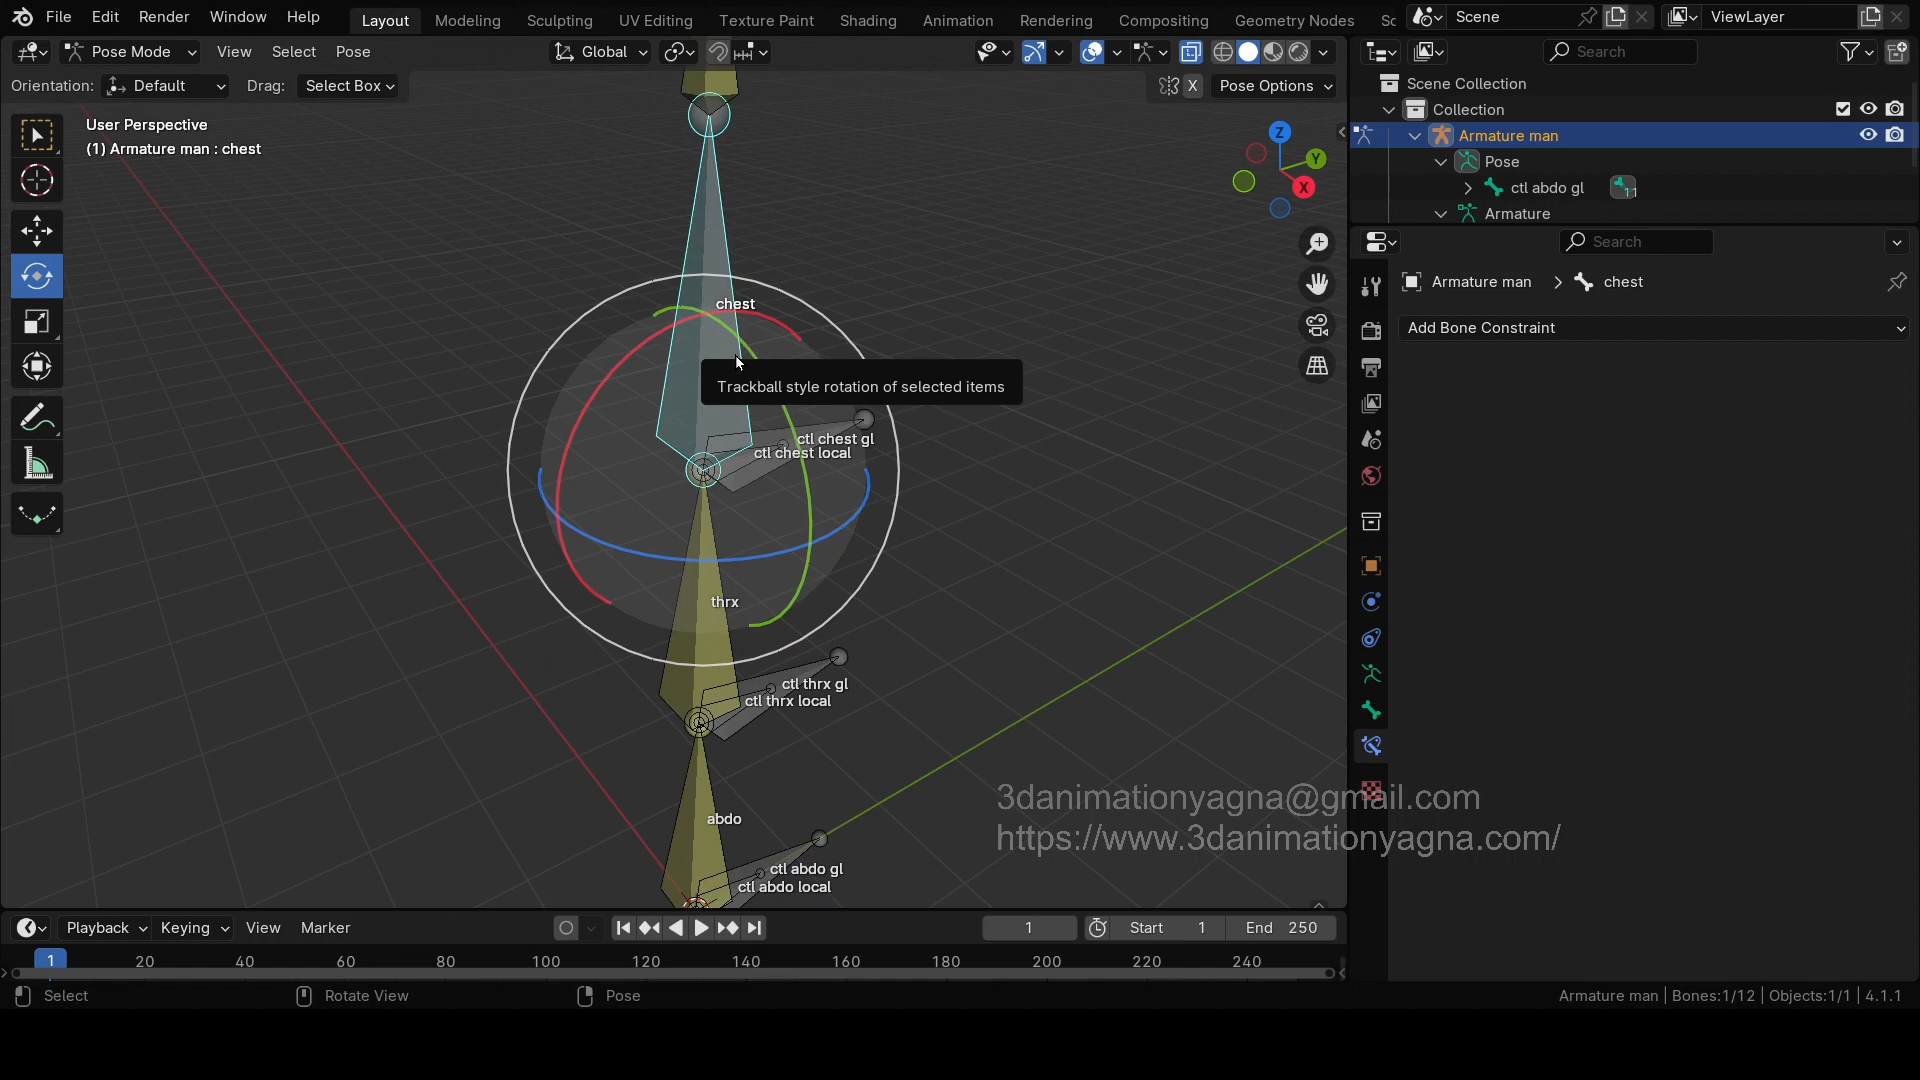 File Edit Render Window Help Layout Modeling Sculpting UV Editing Texture Paint Shading Animation Rendering Compositing Geometry Nodes Sc Scene ViewLayer
Pose Mode View Select Pose Global Search
Orientation: Default Drag: Select Box X Pose Options
Scene Collection
Collection
Armature man
Pose
ctl abdo gl 11
Armature
User Perspective
(1) Armature man : chest
Z
Y
X
Search
Armature man > chest
Add Bone Constraint
chest
Trackball style rotation of selected items
ctl chest gl
ctl chest local
thrx
ctl thrx gl
ctl thrx local
abdo
ctl abdo gl
ctl abdo local
3danimationyagna@gmail.com
https://www.3danimationyagna.com/
Playback Keying View Marker 1 Start 1 End 250
1 20 40 60 80 100 120 140 160 180 200 220 240
Select Rotate View Pose Armature man | Bones:1/12 | Objects:1/1 | 4.1.1